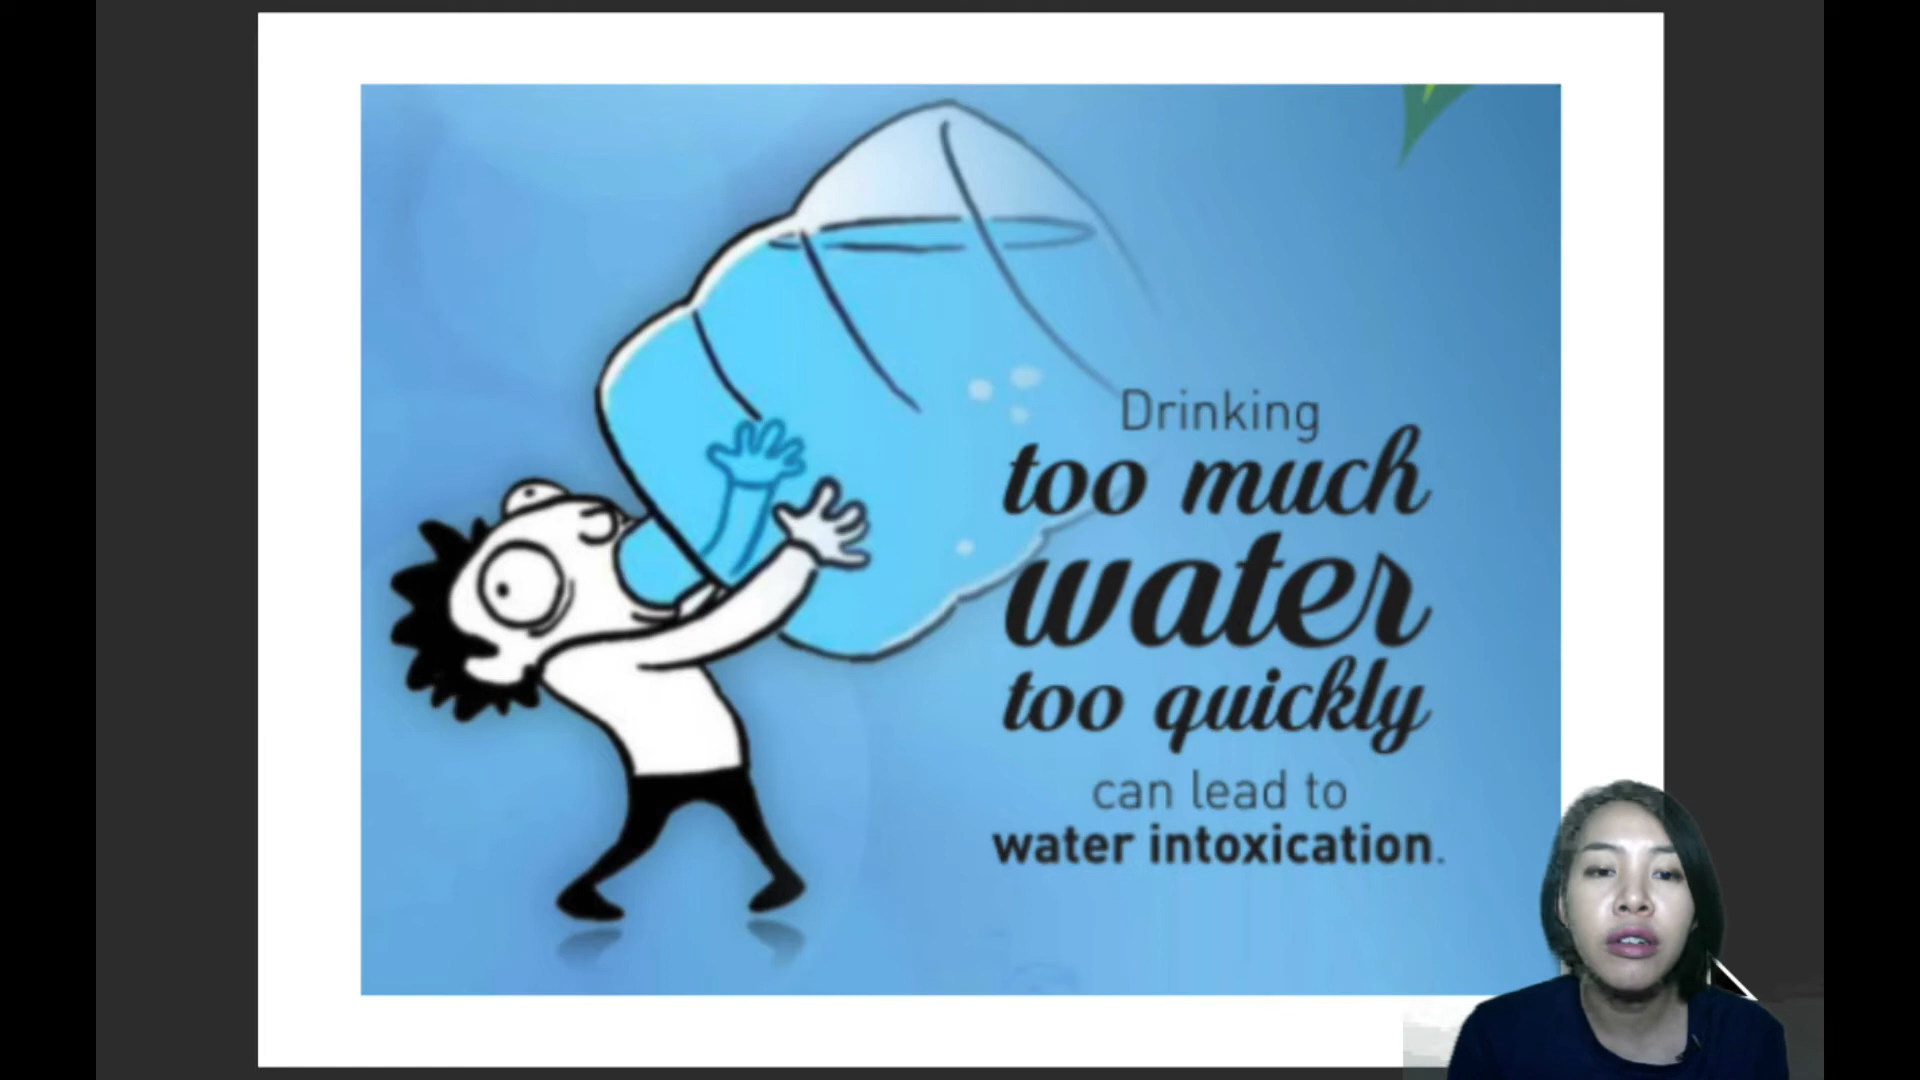 Drinking
too much
water
too quickly
can lead to
water intoxication.